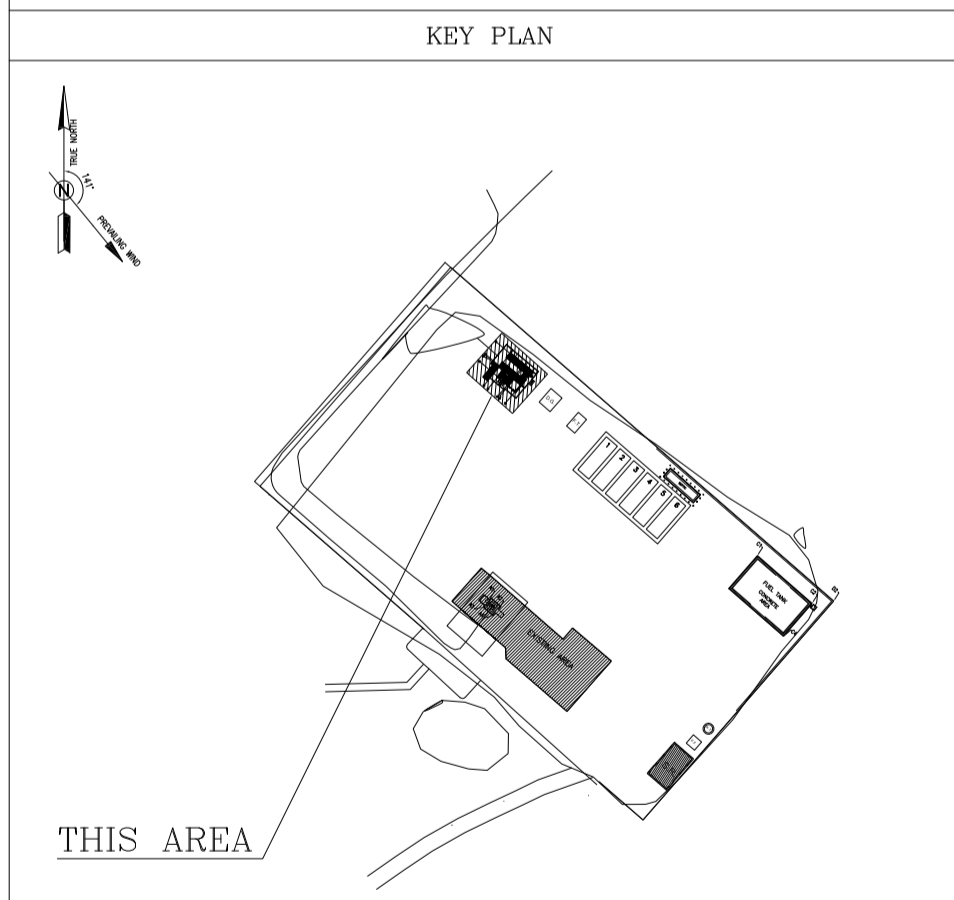 KEY PLAN
TRUE NORTH
N
141°
PREVAILING WIND
D.G.
1
2
3
4
5
6
C1
FUEL TANK
CONCRETE
AREA
EXISTING AREA
THIS AREA